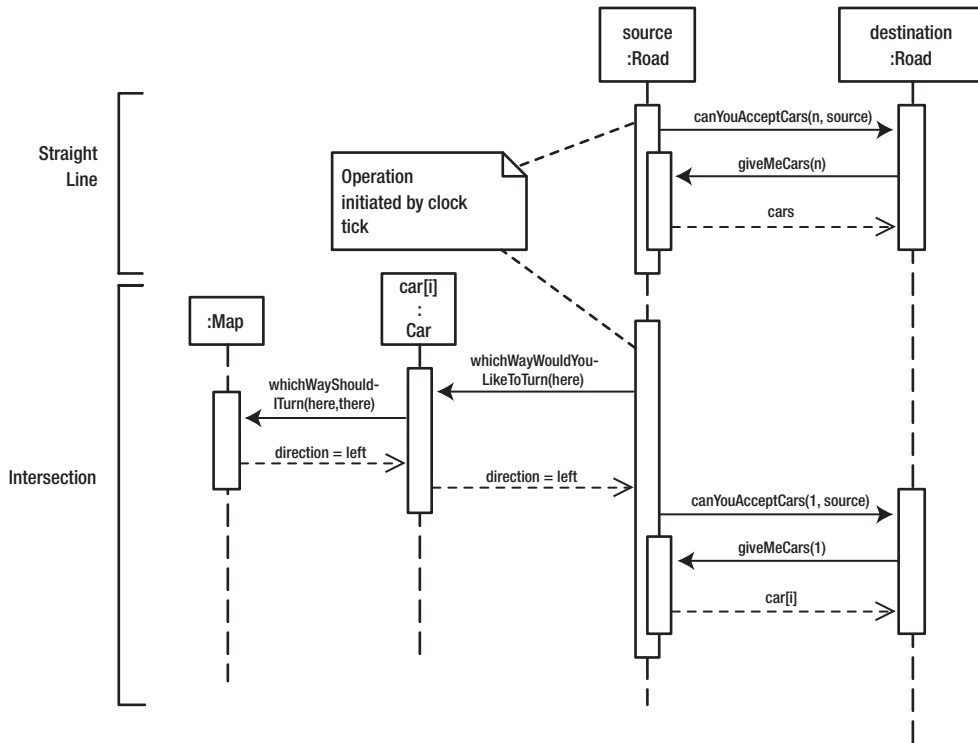 source
:Road
destination
:Road
Straight
Line
canYouAcceptCars(n, source)
giveMeCars(n)
cars
Operation
initiated by clock
tick
Intersection
:Map
car[i]
:
Car
whichWayWouldYou-
LikeToTurn(here)
whichWayShould-
ITurn(here,there)
direction = left
direction = left
canYouAcceptCars(1, source)
giveMeCars(1)
car[i]